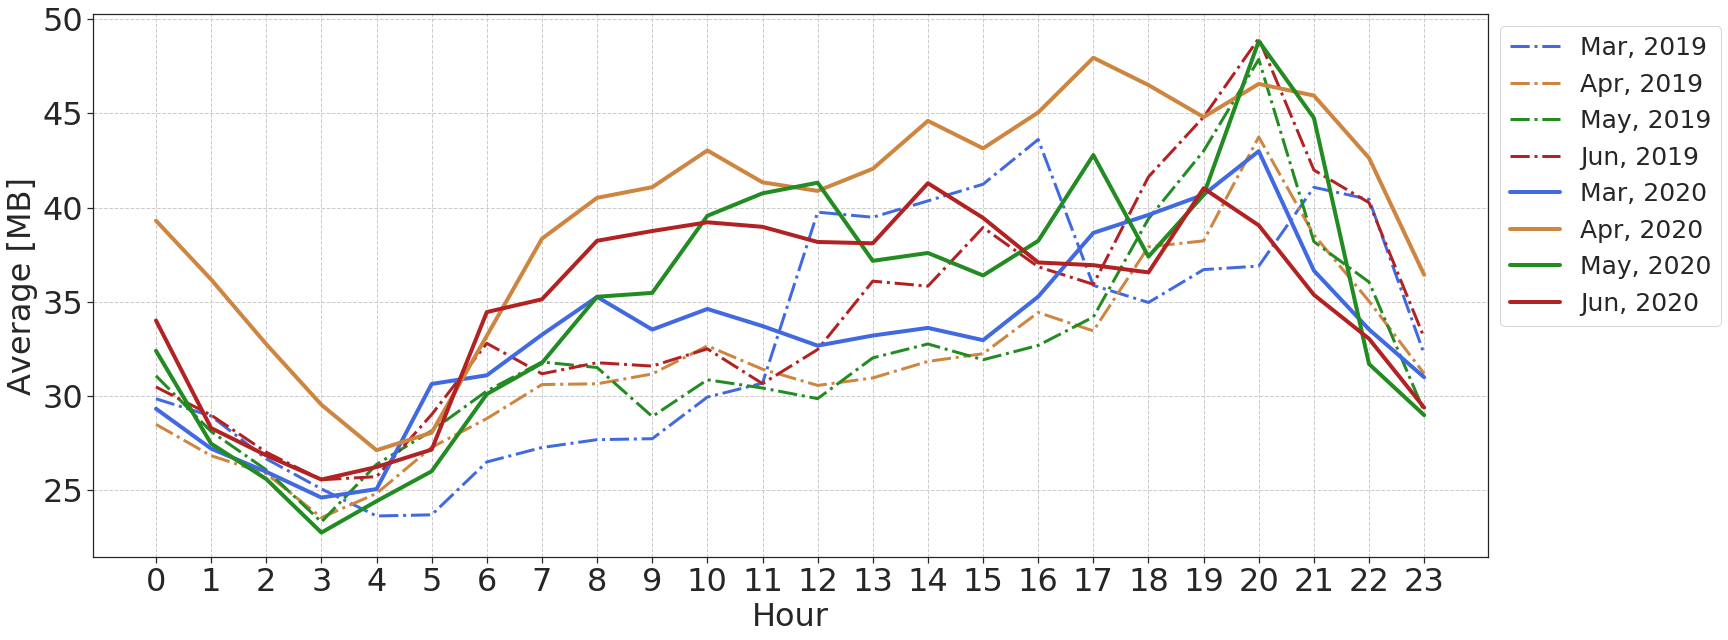 50
45
40
35
30
25
Average [MB]
0 1 2 3 4 5 6 7 8 9 10 11 12 13 14 15 16 17 18 19 20 21 22 23
Hour
Mar, 2019
Apr, 2019
May, 2019
Jun, 2019
Mar, 2020
Apr, 2020
May, 2020
Jun, 2020